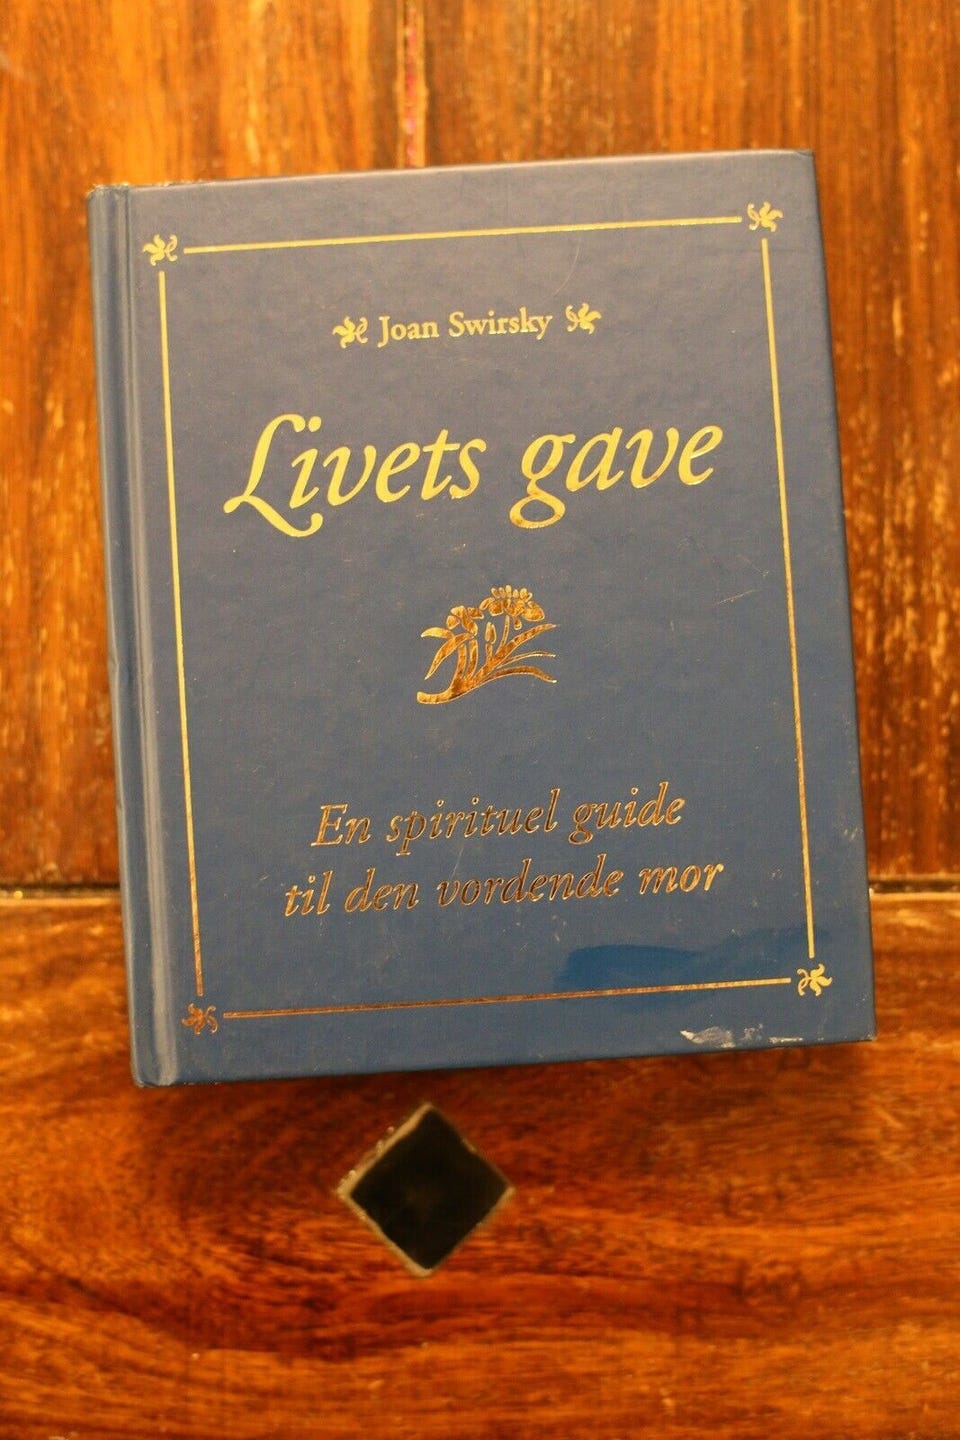 Joan Swirsky
Livets gave
En spirituel guide
til den vordende mor